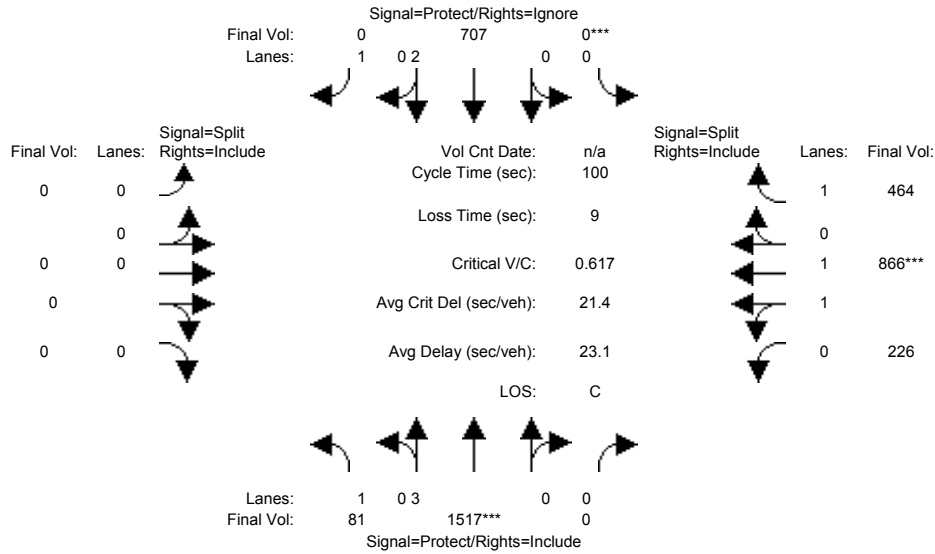 Signal=Protect/Rights=Ignore
Final Vol: 0 707 0***
Lanes: 1 0 2 0 0
Signal=Split Signal=Split
Final Vol: Lanes: Rights=Include Vol Cnt Date: n/a Rights=Include Lanes: Final Vol:
Cycle Time (sec): 100
0 0 1 464
Loss Time (sec): 9
0 0
0 0 Critical V/C: 0.617 1 866***
0 Avg Crit Del (sec/veh): 21.4 1
0 0 Avg Delay (sec/veh): 23.1 0 226
LOS: C
Lanes: 1 0 3 0 0
Final Vol: 81 1517*** 0
Signal=Protect/Rights=Include